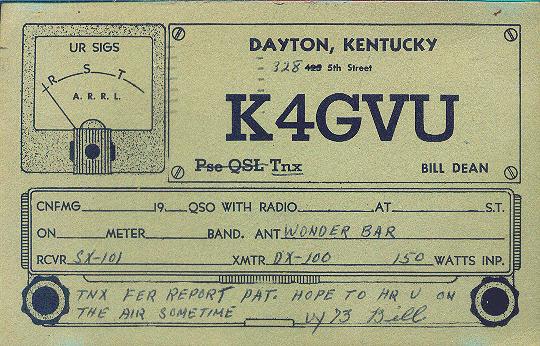 UR SIGS
R S T
A. R. R. L.
DAYTON, KENTUCKY
328 425 5th Street
K4GVU
Pse QSL Tnx
BILL DEAN
CNFMG 19 QSO WITH RADIO AT S.T.
ON METER BAND. ANT WONDER BAR
RCVR SX-101 XMTR DX-100 150 WATTS INP.
TNX FER REPORT PAT. HOPE TO HR U ON
THE AIR SOMETIME vy 73 Bill